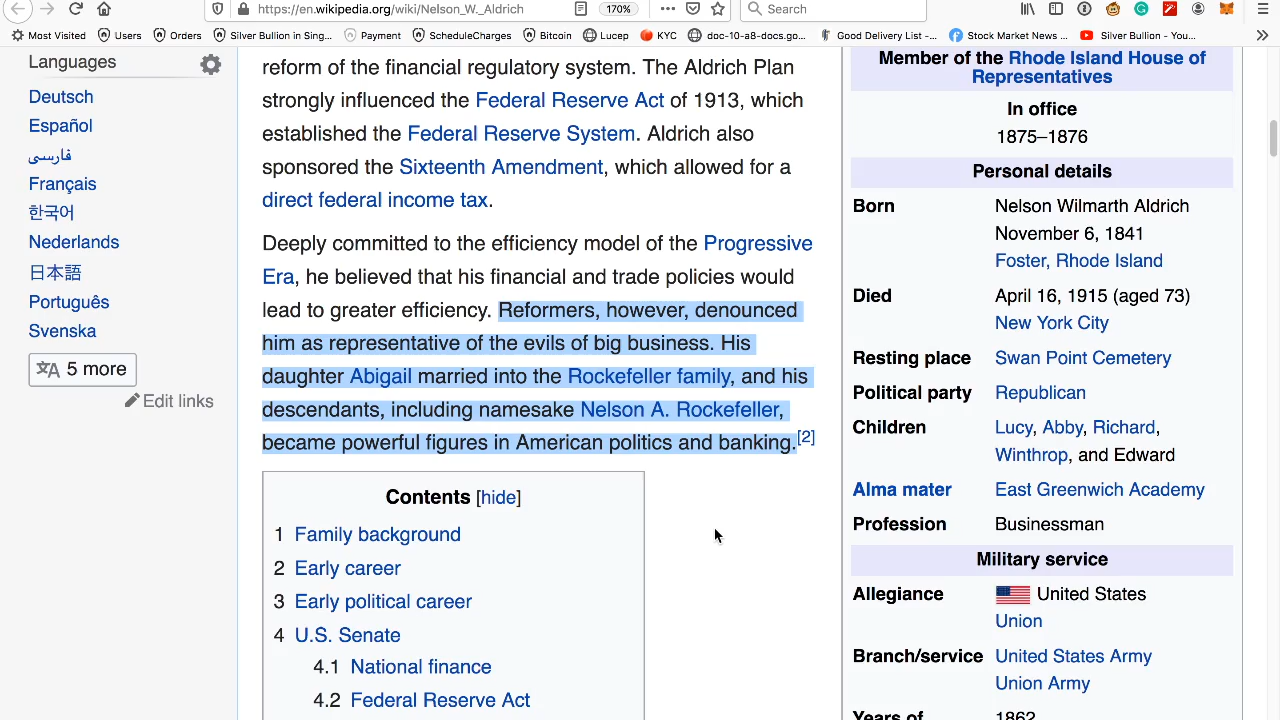 https://en.wikipedia.org/wiki/Nelson_W._Aldrich
170%
Search
Most Visited
Users
Orders
Silver Bullion in Sing...
Payment
ScheduleCharges
Bitcoin
Lucep
KYC
doc-10-a8-docs.go...
Good Delivery List -...
Stock Market News ...
Silver Bullion - You...
Languages
Deutsch
Español
فارسی
Français
한국어
Nederlands
日本語
Português
Svenska
5 more
Edit links
reform of the financial regulatory system. The Aldrich Plan
strongly influenced the Federal Reserve Act of 1913, which
established the Federal Reserve System. Aldrich also
sponsored the Sixteenth Amendment, which allowed for a
direct federal income tax.
Deeply committed to the efficiency model of the Progressive
Era, he believed that his financial and trade policies would
lead to greater efficiency. Reformers, however, denounced
him as representative of the evils of big business. His
daughter Abigail married into the Rockefeller family, and his
descendants, including namesake Nelson A. Rockefeller,
became powerful figures in American politics and banking.[2]
Contents [hide]
1 Family background
2 Early career
3 Early political career
4 U.S. Senate
4.1 National finance
4.2 Federal Reserve Act
Member of the Rhode Island House of
Representatives
In office
1875–1876
Personal details
Born Nelson Wilmarth Aldrich
November 6, 1841
Foster, Rhode Island
Died April 16, 1915 (aged 73)
New York City
Resting place Swan Point Cemetery
Political party Republican
Children Lucy, Abby, Richard,
Winthrop, and Edward
Alma mater East Greenwich Academy
Profession Businessman
Military service
Allegiance United States
Union
Branch/service United States Army
Union Army
Years of 1862